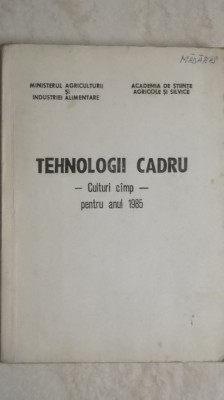 MINISTERUL AGRICULTURII
ȘI
INDUSTRIEI ALIMENTARE
ACADEMIA DE ȘTIINȚE
AGRICOLE ȘI SILVICE
TEHNOLOGII CADRU
— Culturi cîmp —
pentru anul 1985